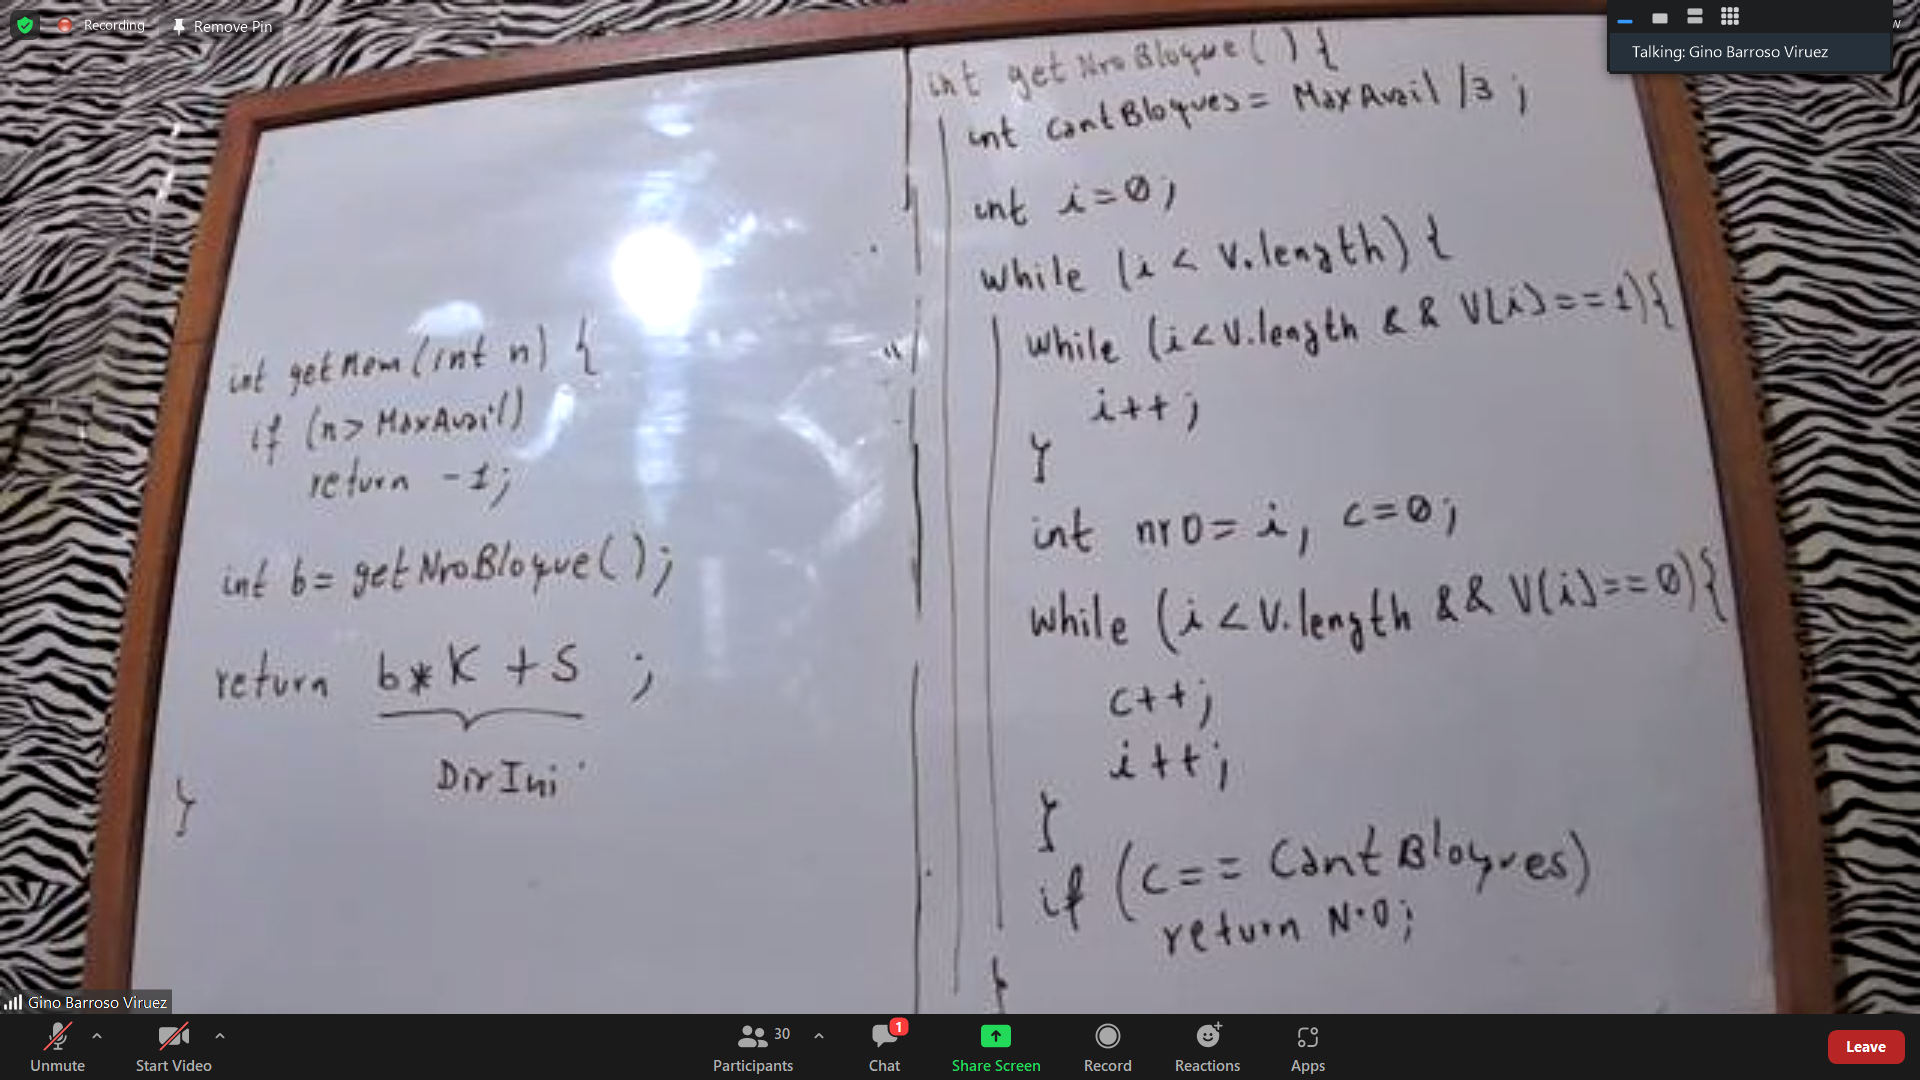 Recording
Remove Pin
Talking: Gino Barroso Viruez
int getMem(int n) {
if (n> MaxAvail)
return -1;
int b= getNroBloque();
return b*K +S ;
DirIni
}
int getNroBloque() {
int CantBloques= MaxAvail /3 ;
int i=0;
while (i< V.length) {
while (i<V.length && V[i]==1){
i++;
}
int nro=i, c=0;
while (i<V.length && V[i]==0){
c++;
i++;
}
if (c== CantBloques)
return Nro;
}
Gino Barroso Viruez
Unmute
Start Video
30
Participants
1
Chat
Share Screen
Record
Reactions
Apps
Leave